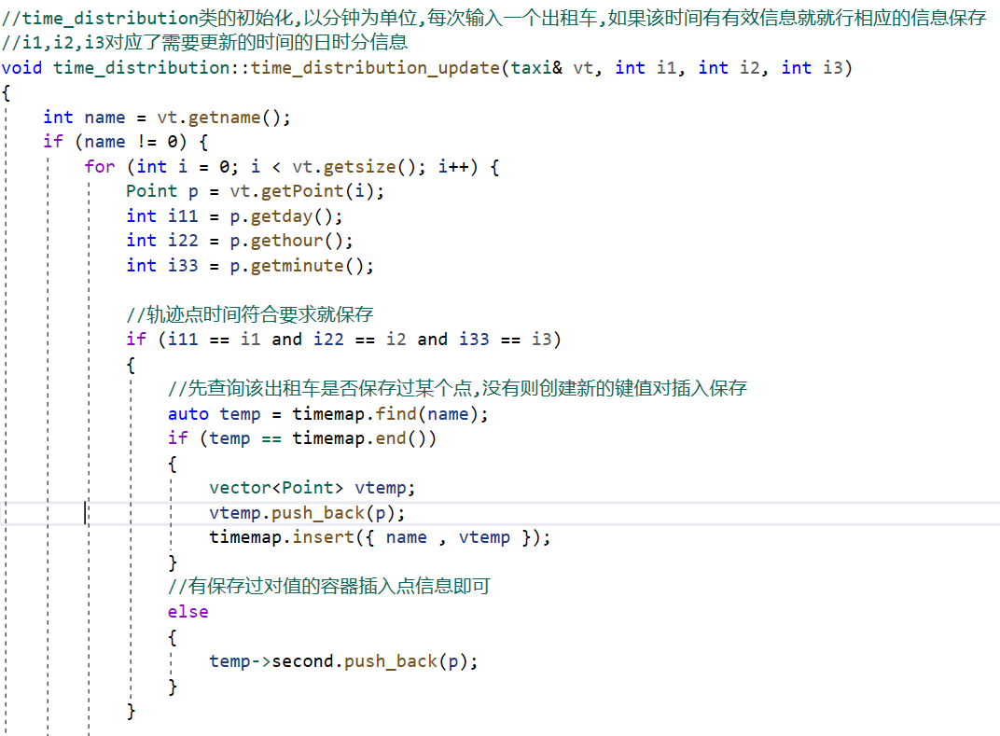 //time_distribution类的初始化,以分钟为单位,每次输入一个出租车,如果该时间有有效信息就就行相应的信息保存
//i1,i2,i3对应了需要更新的时间的日时分信息
void time_distribution::time_distribution_update(taxi& vt, int i1, int i2, int i3)
{
    int name = vt.getname();
    if (name != 0) {
        for (int i = 0; i < vt.getsize(); i++) {
            Point p = vt.getPoint(i);
            int i11 = p.getday();
            int i22 = p.gethour();
            int i33 = p.getminute();
            //轨迹点时间符合要求就保存
            if (i11 == i1 and i22 == i2 and i33 == i3)
            {
                //先查询该出租车是否保存过某个点,没有则创建新的键值对插入保存
                auto temp = timemap.find(name);
                if (temp == timemap.end())
                {
                    vector<Point> vtemp;
                    vtemp.push_back(p);
                    timemap.insert({ name , vtemp });
                }
                //有保存过对值的容器插入点信息即可
                else
                {
                    temp->second.push_back(p);
                }
            }